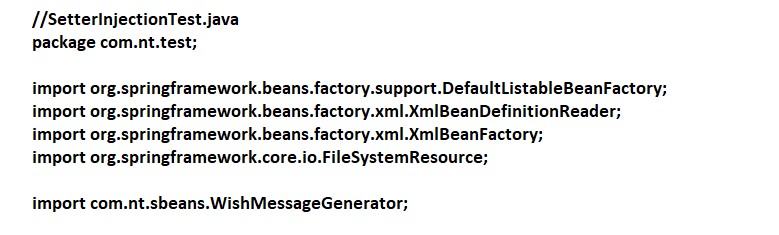 //SetterInjectionTest.java
package com.nt.test;
import org.springframework.beans.factory.support.DefaultListableBeanFactory;
import org.springframework.beans.factory.xml.XmlBeanDefinitionReader;
import org.springframework.beans.factory.xml.XmlBeanFactory;
import org.springframework.core.io.FileSystemResource;
import com.nt.sbeans.WishMessageGenerator;